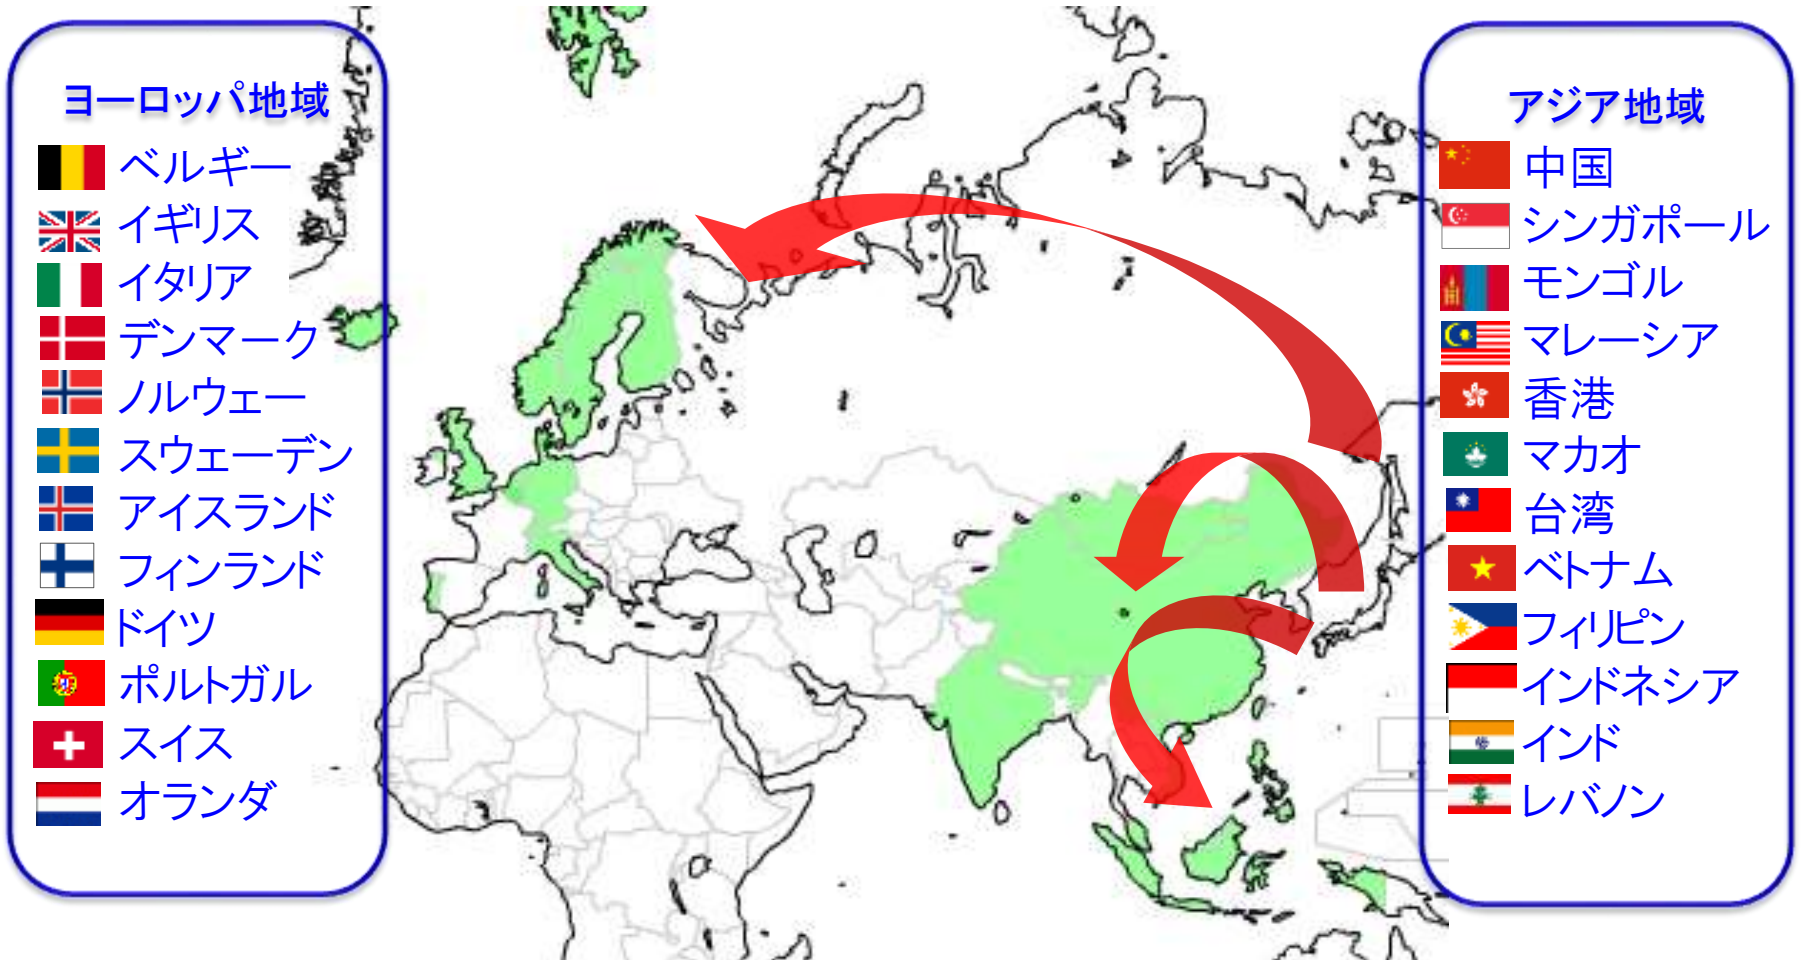 ヨーロッパ地域
ベルギー
イギリス
イタリア
デンマーク
ノルウェー
スウェーデン
アイスランド
フィンランド
ドイツ
ポルトガル
スイス
オランダ
アジア地域
中国
シンガポール
モンゴル
マレーシア
香港
マカオ
台湾
ベトナム
フィリピン
インドネシア
インド
レバノン